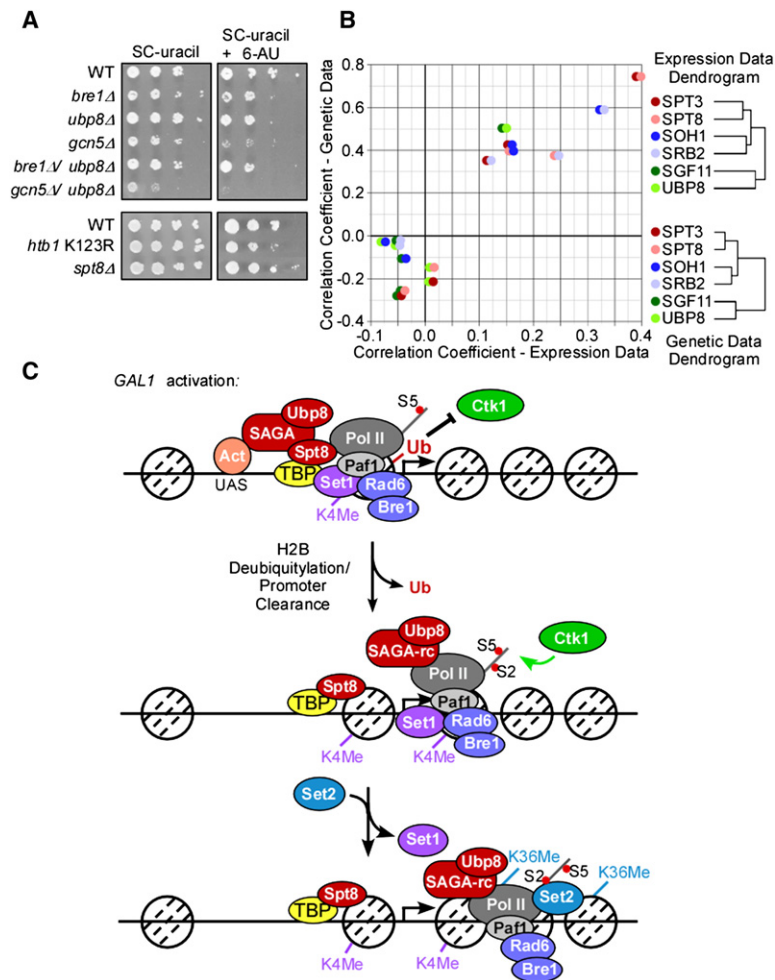 A
SC-uracil
SC-uracil
+ 6-AU
WT
bre1Δ
ubp8Δ
gcn5Δ
bre1Δ/ ubp8Δ
gcn5Δ/ ubp8Δ
WT
htb1 K123R
spt8Δ
B
Correlation Coefficient - Genetic Data
0.8
0.6
0.4
0.2
0.0
-0.2
-0.4
-0.1
0.0
0.1
0.2
0.3
0.4
Correlation Coefficient - Expression Data
Expression Data
Dendrogram
SPT3
SPT8
SOH1
SRB2
SGF11
UBP8
SPT3
SPT8
SOH1
SRB2
SGF11
UBP8
Genetic Data
Dendrogram
C
GAL1 activation:
S5
Ctk1
Ubp8
SAGA
Pol II
Ub
Act
Spt8
Paf1
TBP
Set1
Rad6
UAS
K4Me
Bre1
H2B
Deubiquitylation/
Promoter
Clearance
Ub
Ubp8
SAGA-rc
S5
S2
Ctk1
Pol II
Spt8
TBP
Paf1
Set1
Rad6
Bre1
K4Me
K4Me
Set2
Set1
Ubp8
K36Me
SAGA-rc
S2
S5
K36Me
Spt8
Pol II
Set2
TBP
Paf1
Rad6
K4Me
K4Me
Bre1